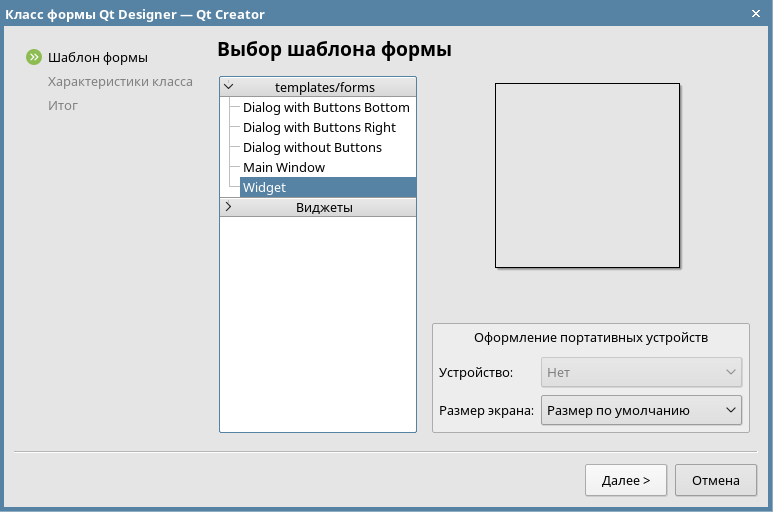 Класс формы Qt Designer — Qt Creator
Шаблон формы
Характеристики класса
Итог
Выбор шаблона формы
templates/forms
Dialog with Buttons Bottom
Dialog with Buttons Right
Dialog without Buttons
Main Window
Widget
Виджеты
Оформление портативных устройств
Устройство: Нет
Размер экрана: Размер по умолчанию
Далее >
Отмена